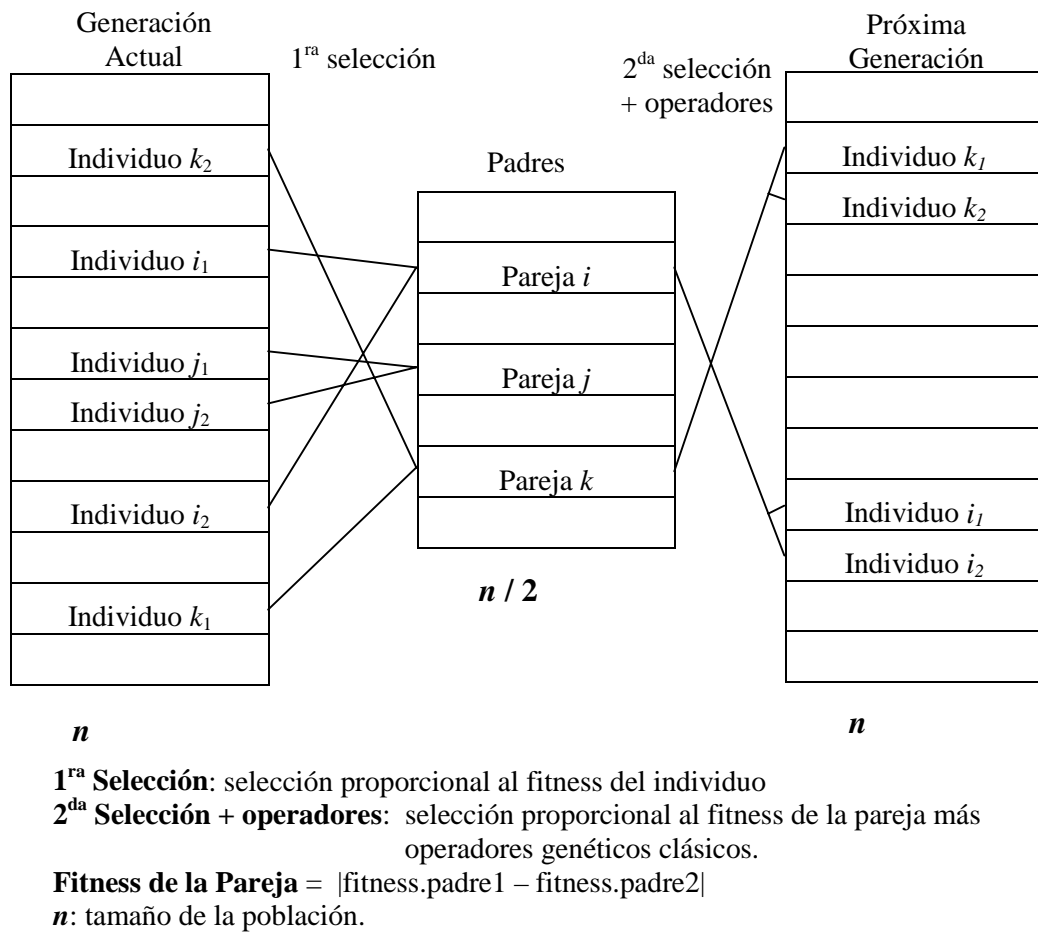 Generación
Actual
1ra selección
Próxima
Generación
2da selección
+ operadores
Individuo k2
Individuo i1
Individuo j1
Individuo j2
Individuo i2
Individuo k1
n
Padres
Pareja i
Pareja j
Pareja k
n / 2
Individuo k1
Individuo k2
Individuo i1
Individuo i2
n
1ra Selección: selección proporcional al fitness del individuo
2da Selección + operadores: selección proporcional al fitness de la pareja más
operadores genéticos clásicos.
Fitness de la Pareja = |fitness.padre1 – fitness.padre2|
n: tamaño de la población.